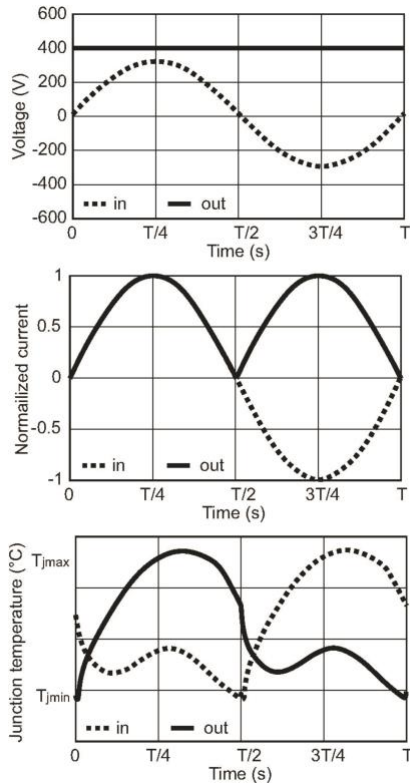 600
400
200
0
-200
-400
-600
Voltage (V)
in out
0 T/4 T/2 3T/4 T
Time (s)
1
0.5
0
-0.5
-1
Normailized current
in out
0 T/4 T/2 3T/4 T
Time (s)
Tjmax
Tjmin
Junction temperature (°C)
in out
0 T/4 T/2 3T/4 T
Time (s)